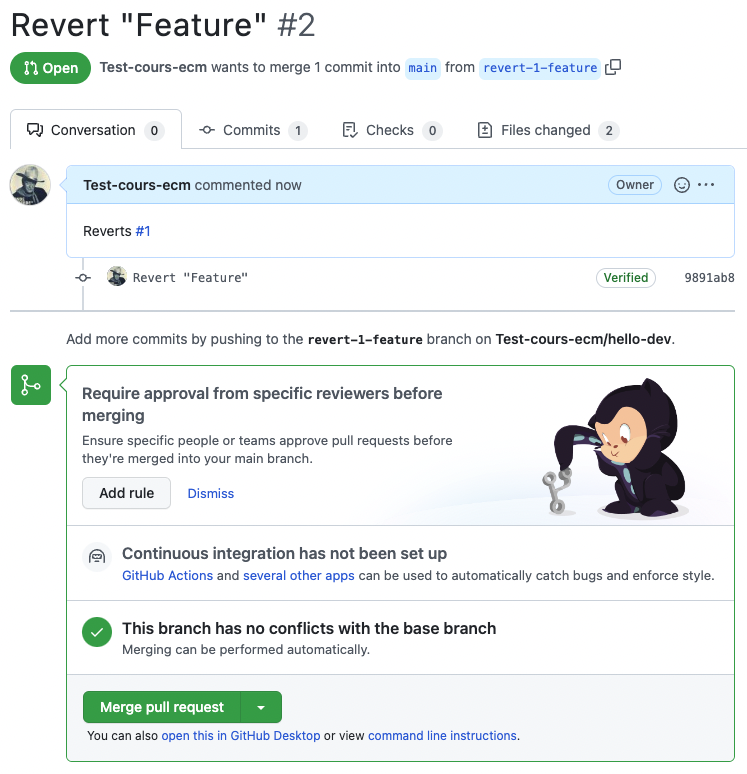 Revert "Feature" #2
Open Test-cours-ecm wants to merge 1 commit into main from revert-1-feature
Conversation 0 Commits 1 Checks 0 Files changed 2
Test-cours-ecm commented now Owner
Reverts #1
Revert "Feature" Verified 9891ab8
Add more commits by pushing to the revert-1-feature branch on Test-cours-ecm/hello-dev.
Require approval from specific reviewers before
merging
Ensure specific people or teams approve pull requests before
they're merged into your main branch.
Add rule Dismiss
Continuous integration has not been set up
GitHub Actions and several other apps can be used to automatically catch bugs and enforce style.
This branch has no conflicts with the base branch
Merging can be performed automatically.
Merge pull request
You can also open this in GitHub Desktop or view command line instructions.